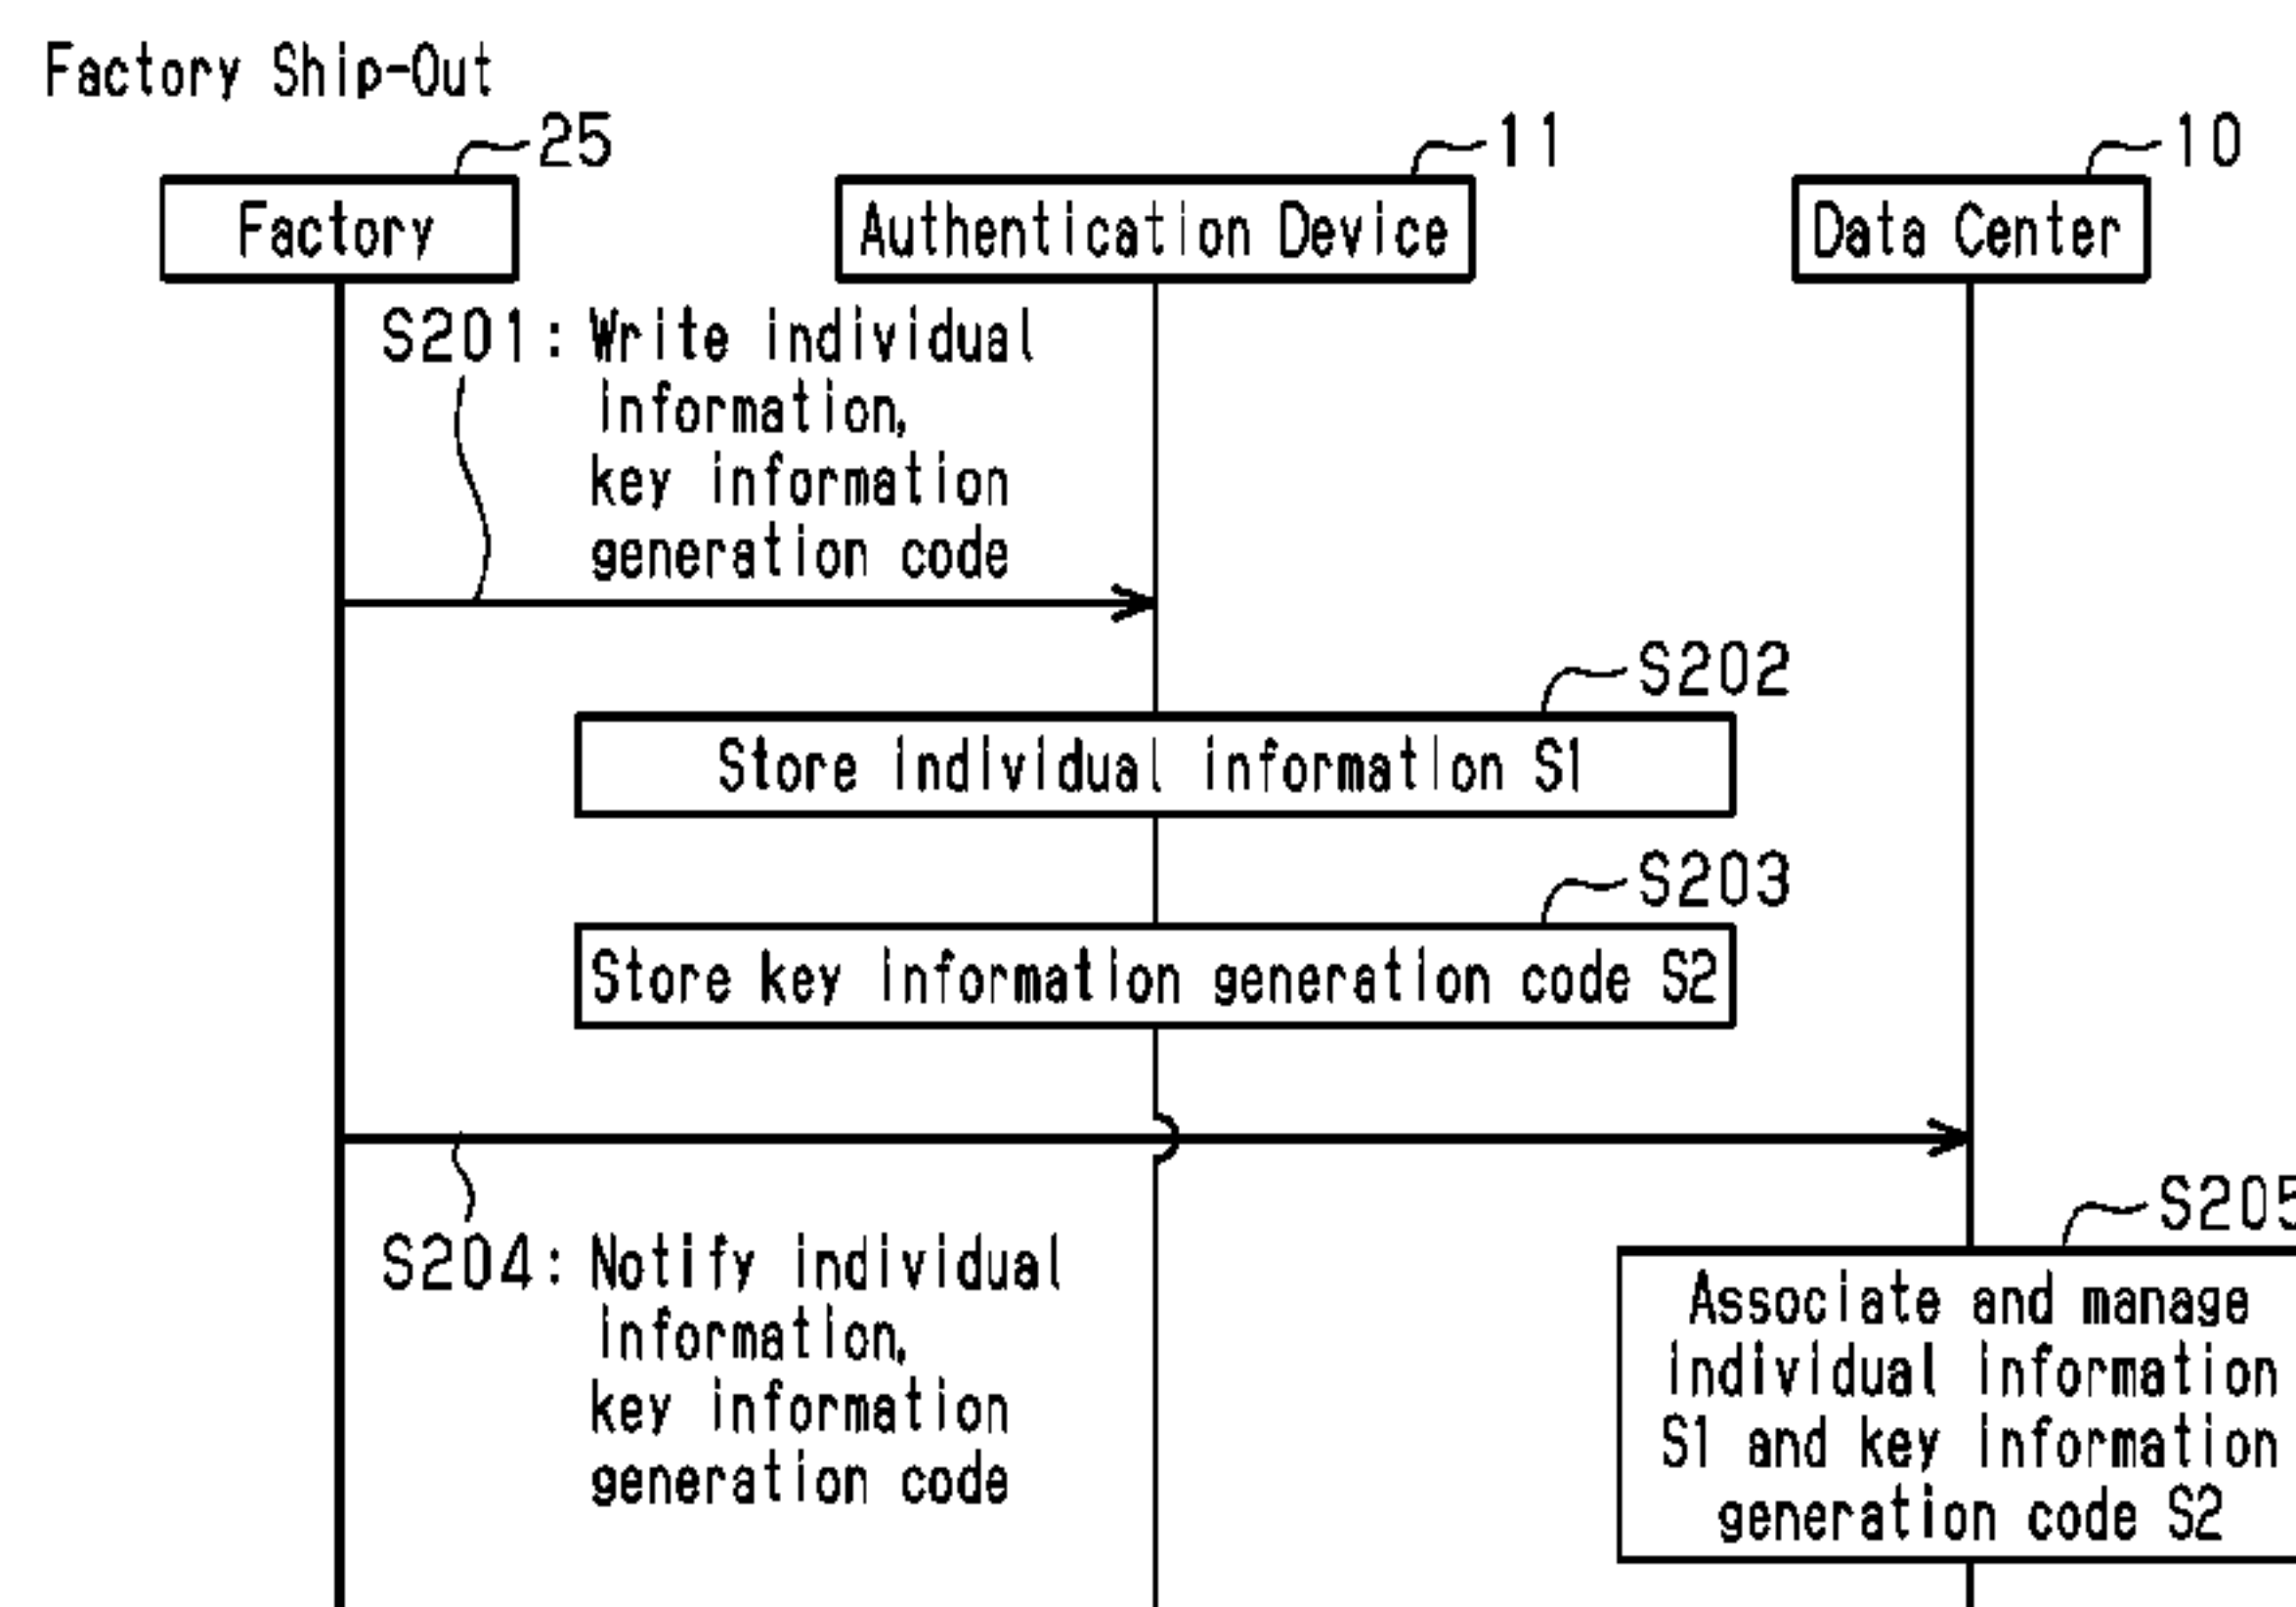 Factory Ship-Out
25
11
10
Factory
Authentication Device
Data Center
S201: Write individual
information,
key information
generation code
S202
Store individual information S1
S203
Store key information generation code S2
S204: Notify individual
information,
key information
generation code
S205
Associate and manage
individual information
S1 and key information
generation code S2